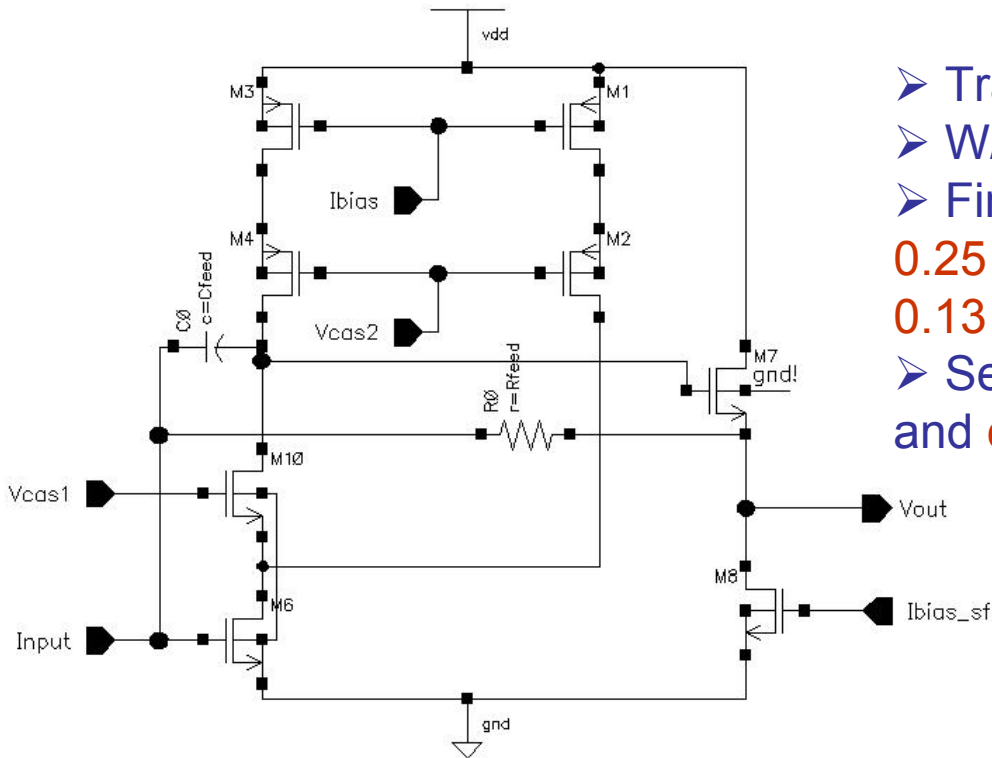 vdd
M3
M1
Ibias
M4
M2
C0
c=Cfeed
Vcas2
M7
gnd!
R0
r=Rfeed
M10
Vcas1
Vout
M8
M6
Input
Ibias_sf
gnd
➢ Tr
➢ W
➢ Fi
0.25
0.13
➢ Se
and